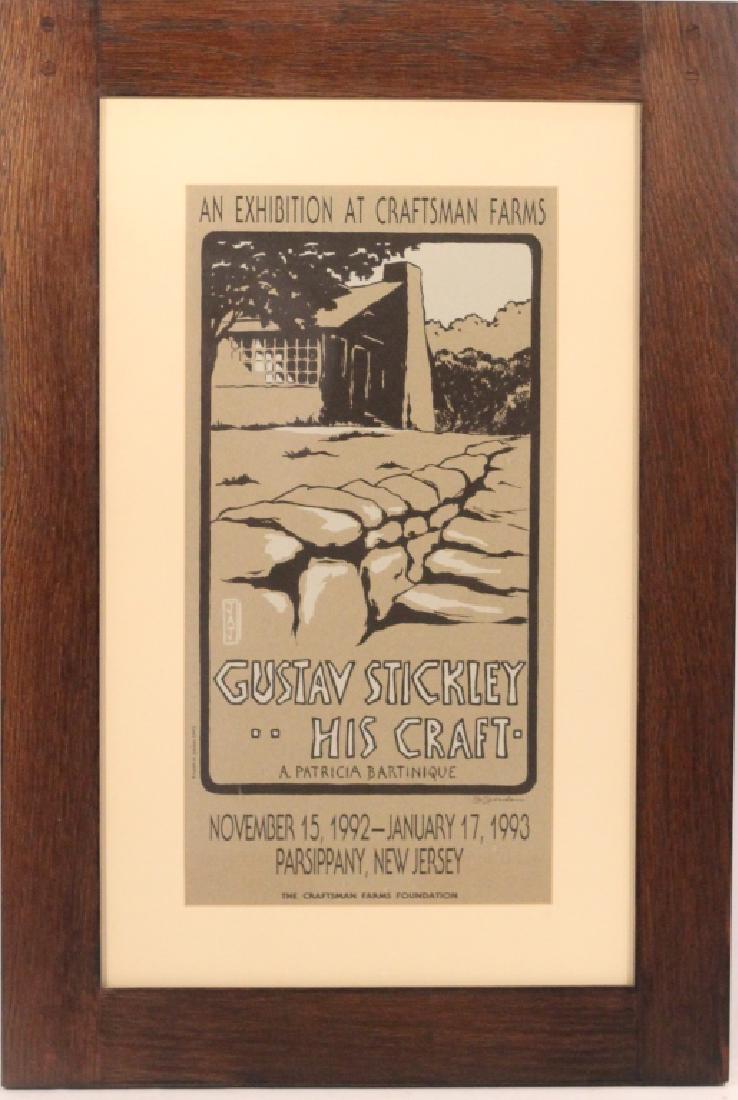 AN EXHIBITION AT CRAFTSMAN FARMS
GUSTAV STICKLEY
·· HIS CRAFT·
A. PATRICIA BARTINIQUE
NOVEMBER 15, 1992–JANUARY 17, 1993
PARSIPPANY, NEW JERSEY
THE CRAFTSMAN FARMS FOUNDATION